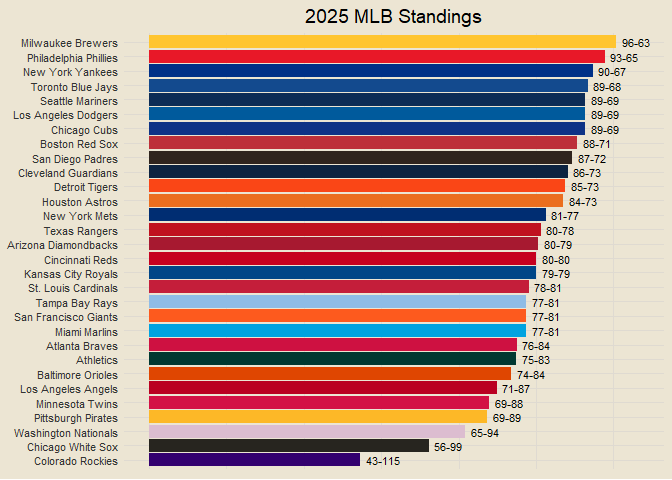 2025 MLB Standings
Milwaukee Brewers 96-63
Philadelphia Phillies 93-65
New York Yankees 90-67
Toronto Blue Jays 89-68
Seattle Mariners 89-69
Los Angeles Dodgers 89-69
Chicago Cubs 89-69
Boston Red Sox 88-71
San Diego Padres 87-72
Cleveland Guardians 86-73
Detroit Tigers 85-73
Houston Astros 84-73
New York Mets 81-77
Texas Rangers 80-78
Arizona Diamondbacks 80-79
Cincinnati Reds 80-80
Kansas City Royals 79-79
St. Louis Cardinals 78-81
Tampa Bay Rays 77-81
San Francisco Giants 77-81
Miami Marlins 77-81
Atlanta Braves 76-84
Athletics 75-83
Baltimore Orioles 74-84
Los Angeles Angels 71-87
Minnesota Twins 69-88
Pittsburgh Pirates 69-89
Washington Nationals 65-94
Chicago White Sox 56-99
Colorado Rockies 43-115